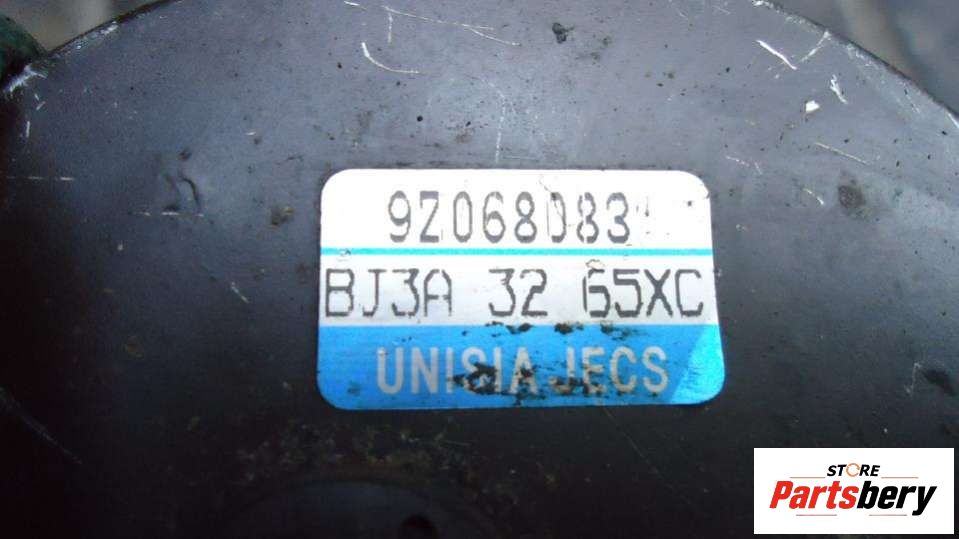 9Z068083
BJ3A 32 65XC
UNISIA JECS
STORE
Partsbery